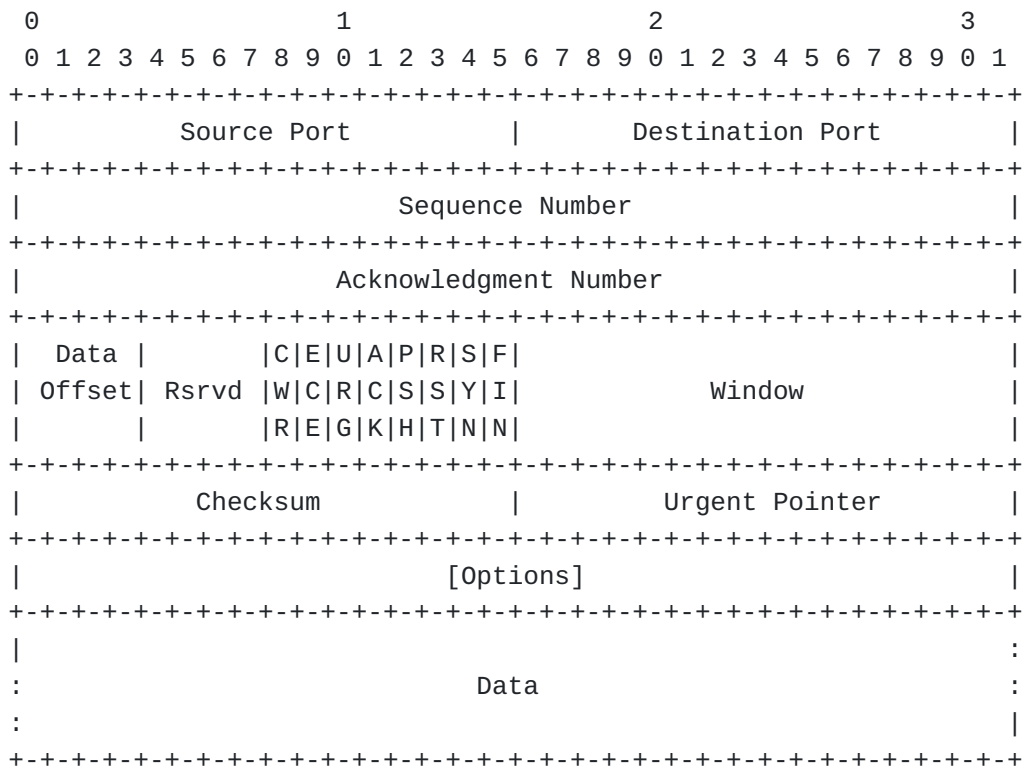 0                   1                   2                   3
 0 1 2 3 4 5 6 7 8 9 0 1 2 3 4 5 6 7 8 9 0 1 2 3 4 5 6 7 8 9 0 1
+-+-+-+-+-+-+-+-+-+-+-+-+-+-+-+-+-+-+-+-+-+-+-+-+-+-+-+-+-+-+-+-+
|          Source Port          |       Destination Port        |
+-+-+-+-+-+-+-+-+-+-+-+-+-+-+-+-+-+-+-+-+-+-+-+-+-+-+-+-+-+-+-+-+
|                        Sequence Number                        |
+-+-+-+-+-+-+-+-+-+-+-+-+-+-+-+-+-+-+-+-+-+-+-+-+-+-+-+-+-+-+-+-+
|                    Acknowledgment Number                      |
+-+-+-+-+-+-+-+-+-+-+-+-+-+-+-+-+-+-+-+-+-+-+-+-+-+-+-+-+-+-+-+-+
|  Data |       |C|E|U|A|P|R|S|F|                               |
| Offset| Rsrvd |W|C|R|C|S|S|Y|I|            Window             |
|       |       |R|E|G|K|H|T|N|N|                               |
+-+-+-+-+-+-+-+-+-+-+-+-+-+-+-+-+-+-+-+-+-+-+-+-+-+-+-+-+-+-+-+-+
|           Checksum            |         Urgent Pointer        |
+-+-+-+-+-+-+-+-+-+-+-+-+-+-+-+-+-+-+-+-+-+-+-+-+-+-+-+-+-+-+-+-+
|                           [Options]                           |
+-+-+-+-+-+-+-+-+-+-+-+-+-+-+-+-+-+-+-+-+-+-+-+-+-+-+-+-+-+-+-+-+
|                                                               :
:                             Data                              :
:                                                               |
+-+-+-+-+-+-+-+-+-+-+-+-+-+-+-+-+-+-+-+-+-+-+-+-+-+-+-+-+-+-+-+-+